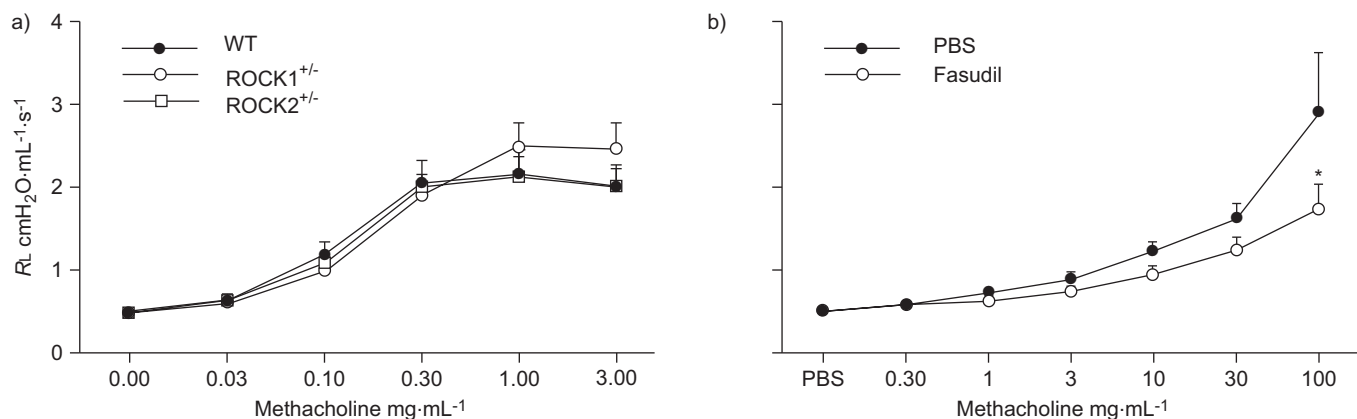 a)
WT
ROCK1+/-
ROCK2+/-
RL cmH2O·mL-1·s-1
4
3
2
1
0
0.00 0.03 0.10 0.30 1.00 3.00
Methacholine mg·mL-1
b)
PBS
Fasudil
*
PBS 0.30 1 3 10 30 100
Methacholine mg·mL-1